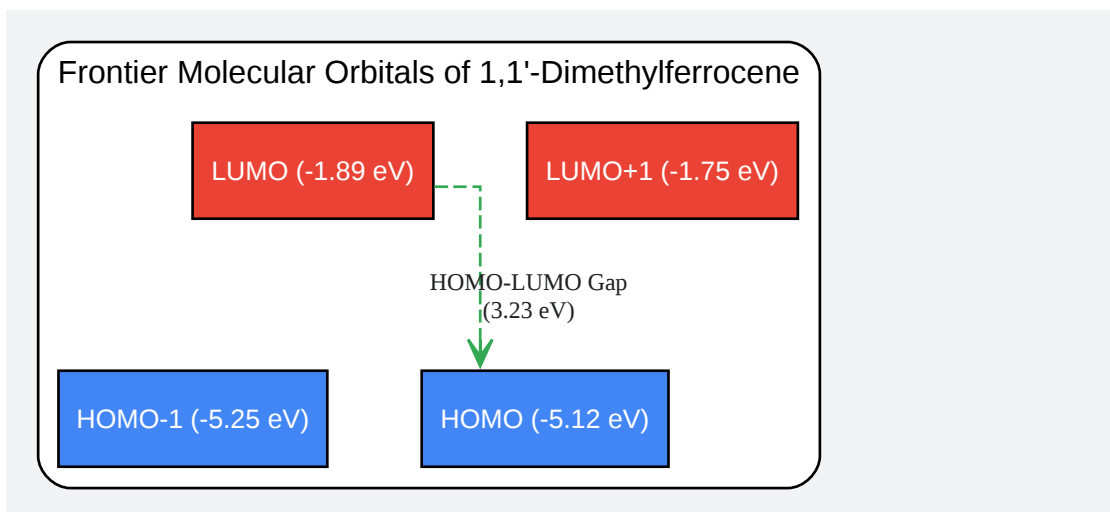 Frontier Molecular Orbitals of 1,1'-Dimethylferrocene
LUMO (-1.89 eV)
LUMO+1 (-1.75 eV)
HOMO-LUMO Gap
(3.23 eV)
HOMO-1 (-5.25 eV)
HOMO (-5.12 eV)